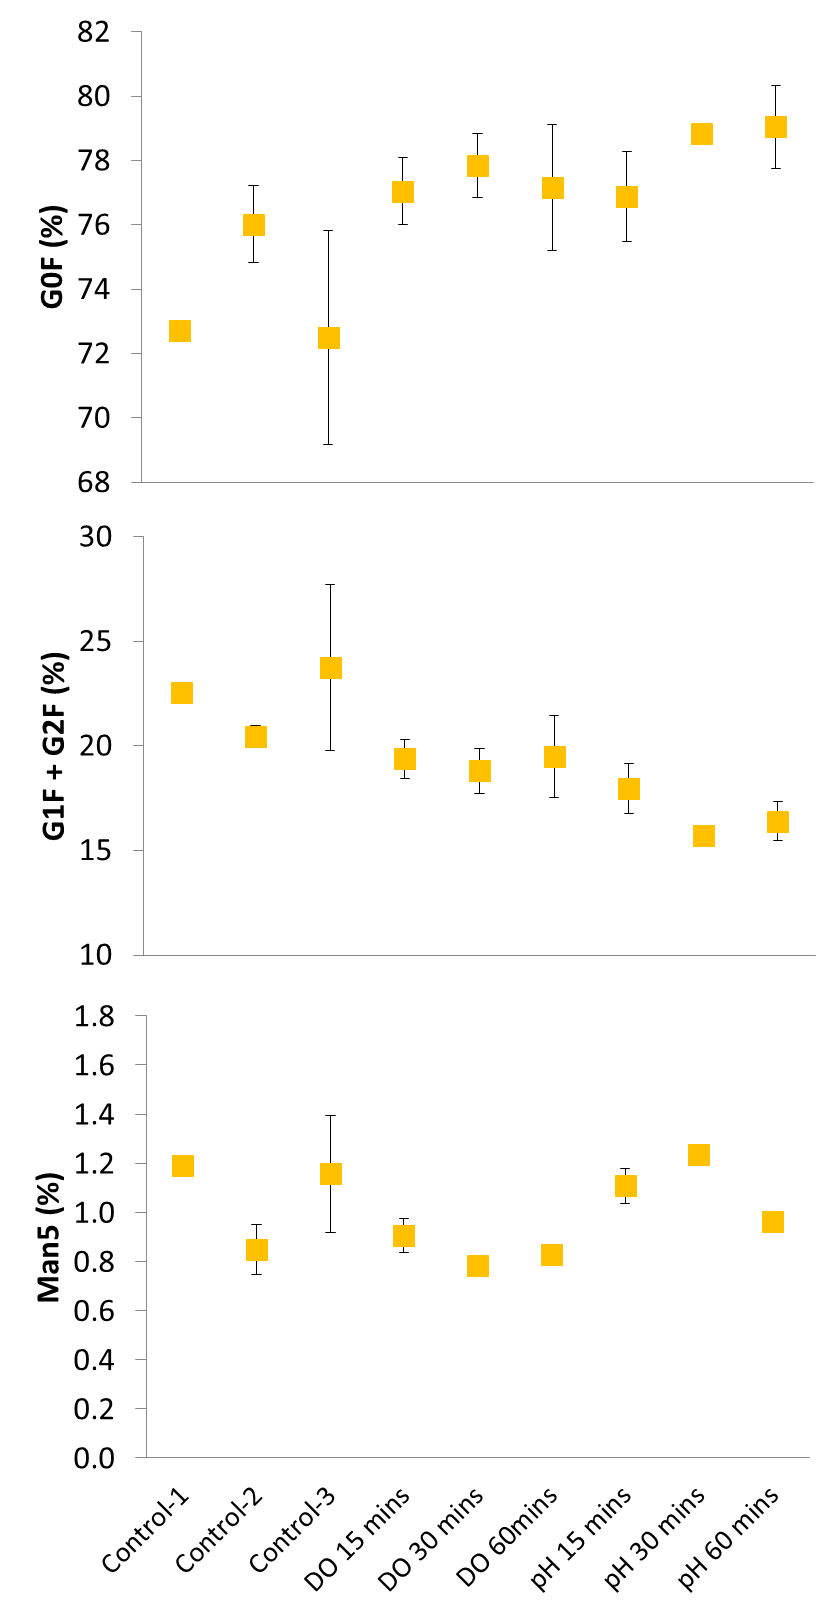 82
80
78
76
74
72
70
68
G0F (%)
30
25
20
15
10
G1F + G2F (%)
1.8
1.6
1.4
1.2
1.0
0.8
0.6
0.4
0.2
0.0
Man5 (%)
Control-1
Control-2
Control-3
DO 15 mins
DO 30 mins
DO 60mins
pH 15 mins
pH 30 mins
pH 60 mins